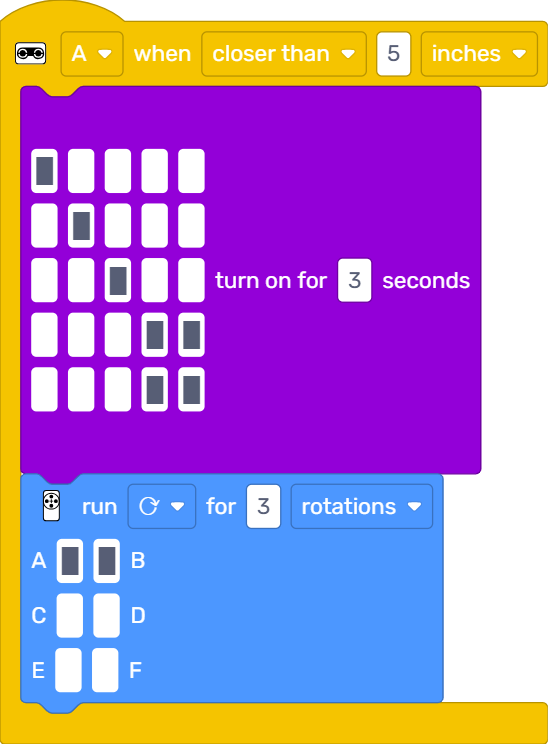 A when closer than 5 inches
turn on for 3 seconds
run for 3 rotations
A B
C D
E F